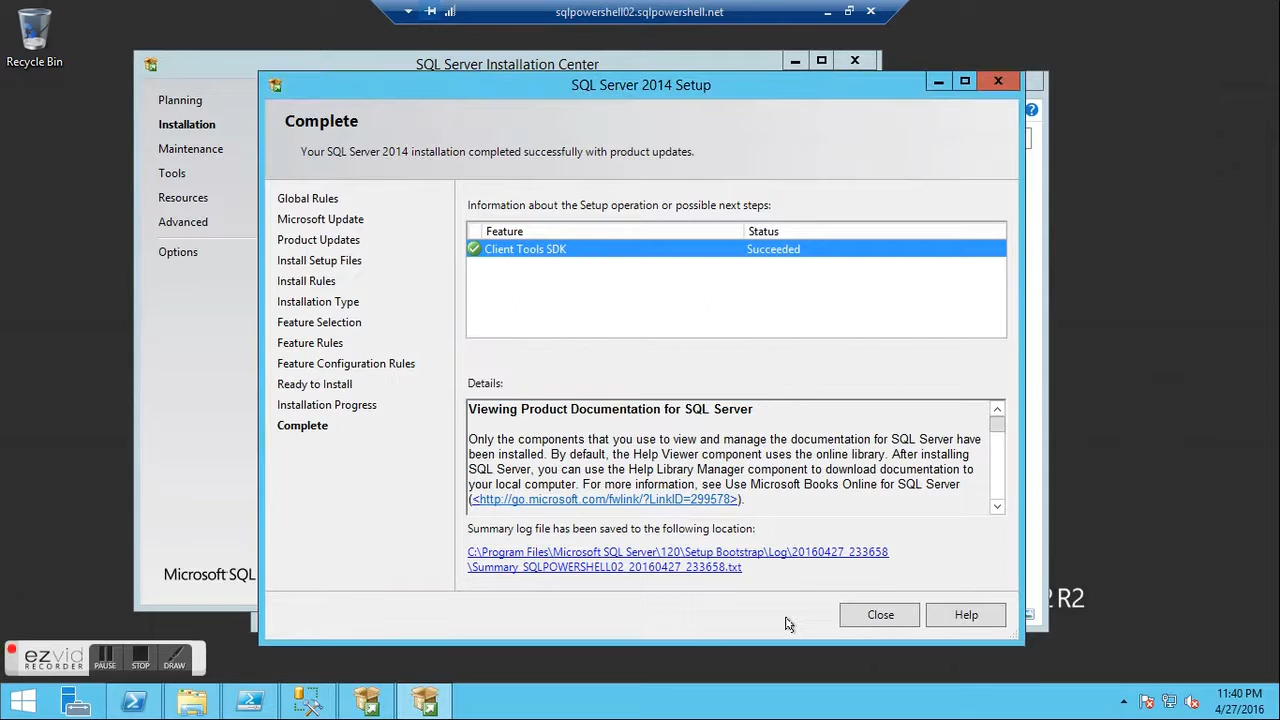 sqlpowershell02.sqlpowershell.net
Recycle Bin
SQL Server Installation Center
SQL Server 2014 Setup
Planning
Installation
Maintenance
Tools
Resources
Advanced
Options
Microsoft SQL
Complete
Your SQL Server 2014 installation completed successfully with product updates.
Global Rules
Microsoft Update
Product Updates
Install Setup Files
Install Rules
Installation Type
Feature Selection
Feature Rules
Feature Configuration Rules
Ready to Install
Installation Progress
Complete
Information about the Setup operation or possible next steps:
Feature Status
Client Tools SDK Succeeded
Details:
Viewing Product Documentation for SQL Server
Only the components that you use to view and manage the documentation for SQL Server have
been installed. By default, the Help Viewer component uses the online library. After installing
SQL Server, you can use the Help Library Manager component to download documentation to
your local computer. For more information, see Use Microsoft Books Online for SQL Server
(<http://go.microsoft.com/fwlink/?LinkID=299578>).
Summary log file has been saved to the following location:
C:\Program Files\Microsoft SQL Server\120\Setup Bootstrap\Log\20160427_233658
\Summary_SQLPOWERSHELL02_20160427_233658.txt
Close Help
2 R2
ezvid
RECORDER
PAUSE STOP DRAW
11:40 PM
4/27/2016